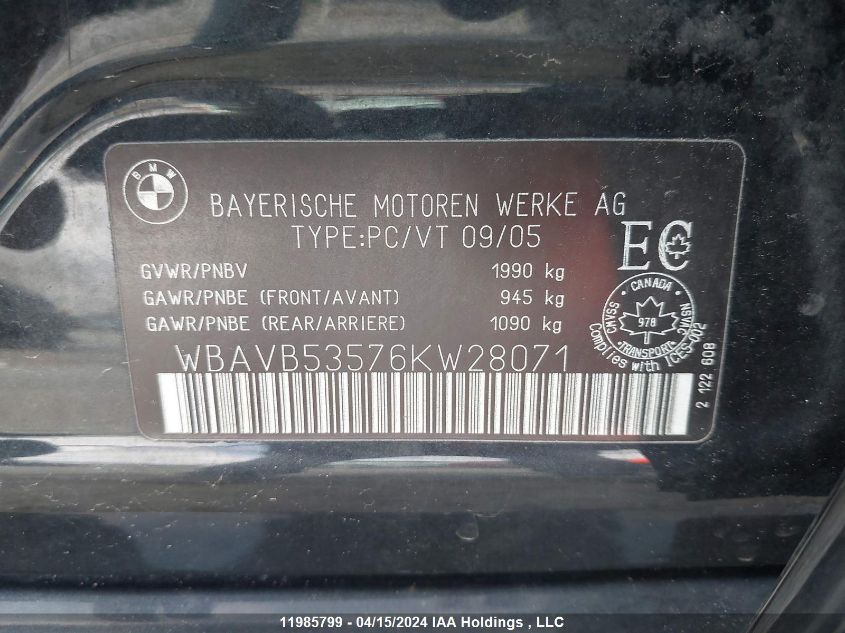 BMW
BAYERISCHE MOTOREN WERKE AG
TYPE:PC/VT 09/05
EC
GVWR/PNBV 1990 kg
GAWR/PNBE (FRONT/AVANT) 945 kg
GAWR/PNBE (REAR/ARRIERE) 1090 kg
CANADA
CMVSS
NSVAC
978
TRANSPORT
Complies with ICES-002
WBAVB53576KW28071
2 122 608
11985799 - 04/15/2024 IAA Holdings , LLC